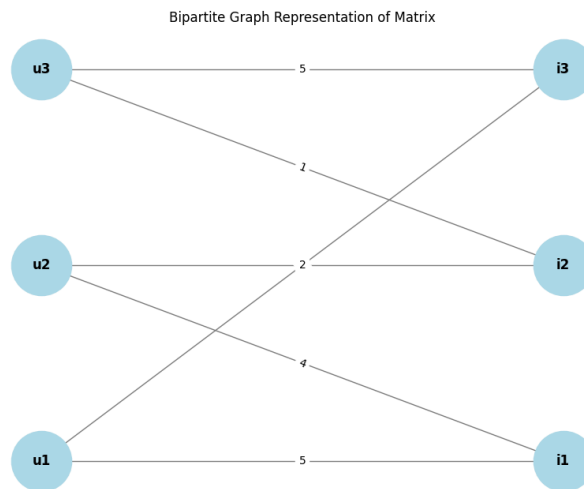 Bipartite Graph Representation of Matrix
u3 5 i3
1
u2 2 i2
4
u1 5 i1